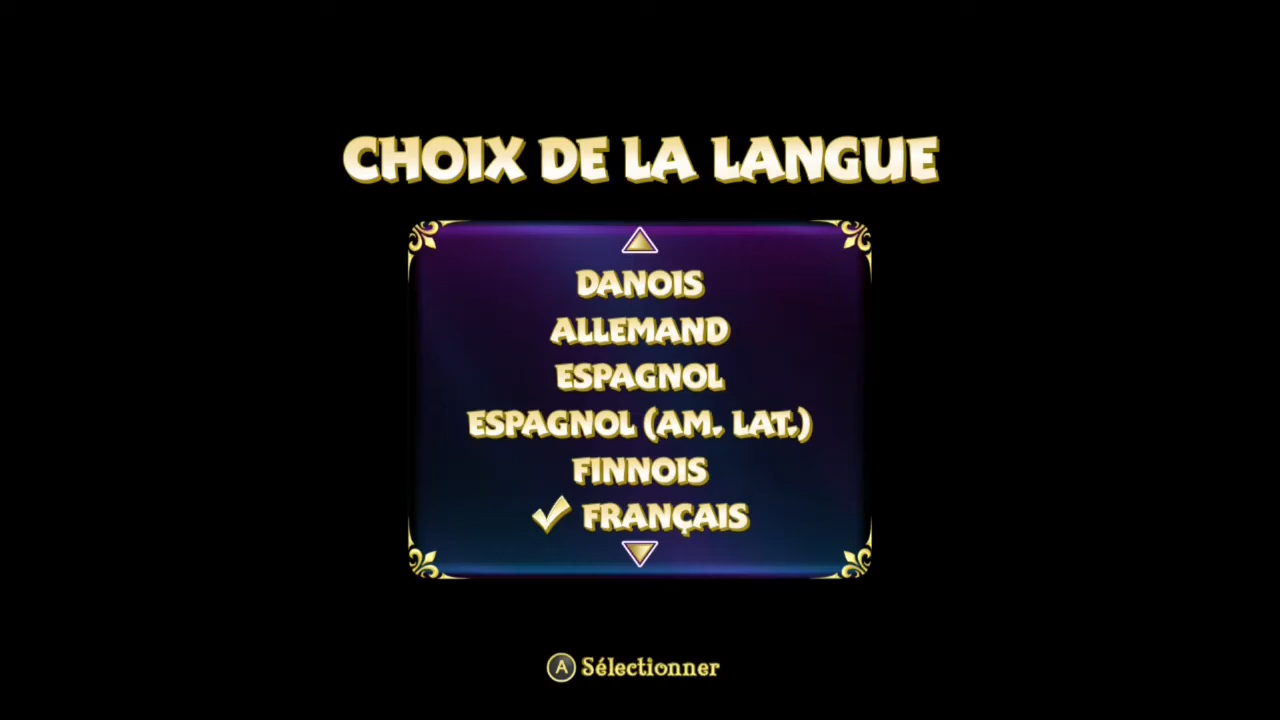 CHOIX DE LA LANGUE
DANOIS
ALLEMAND
ESPAGNOL
ESPAGNOL (AM. LAT.)
FINNOIS
FRANÇAIS
A Sélectionner